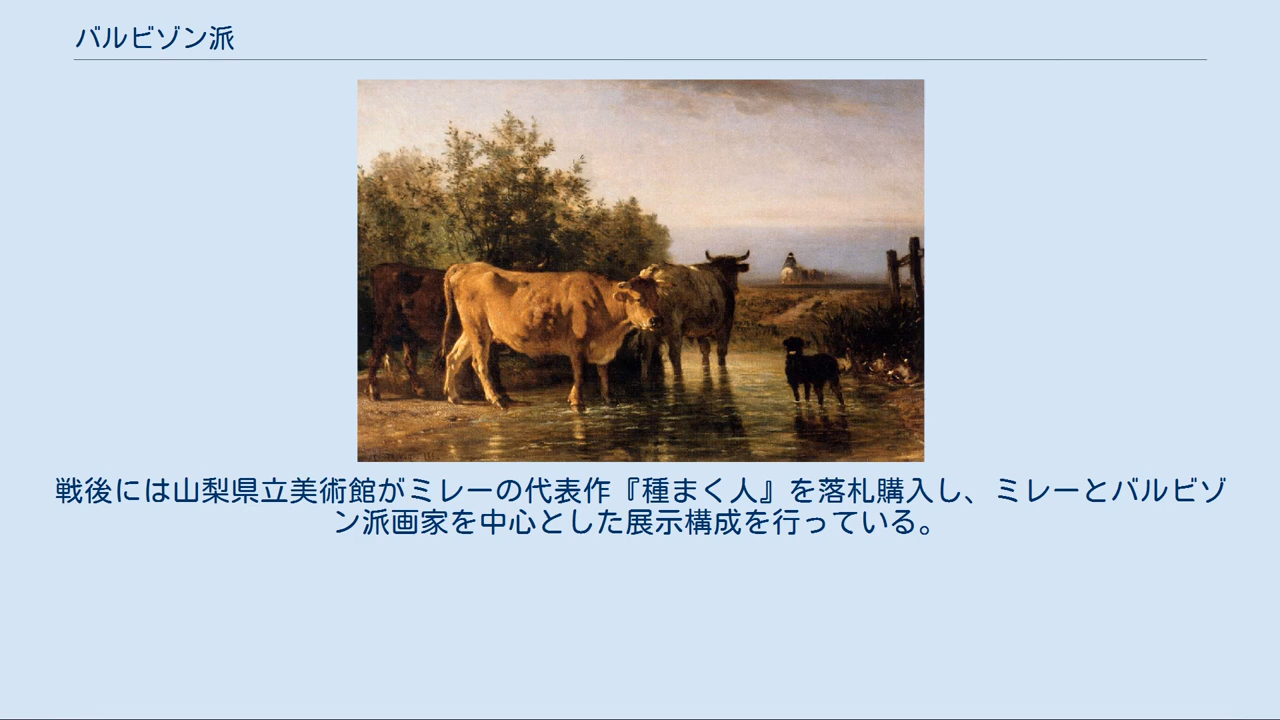 バルビゾン派
戦後には山梨県立美術館がミレーの代表作『種まく人』を落札購入し、ミレーとバルビゾ
ン派画家を中心とした展示構成を行っている。